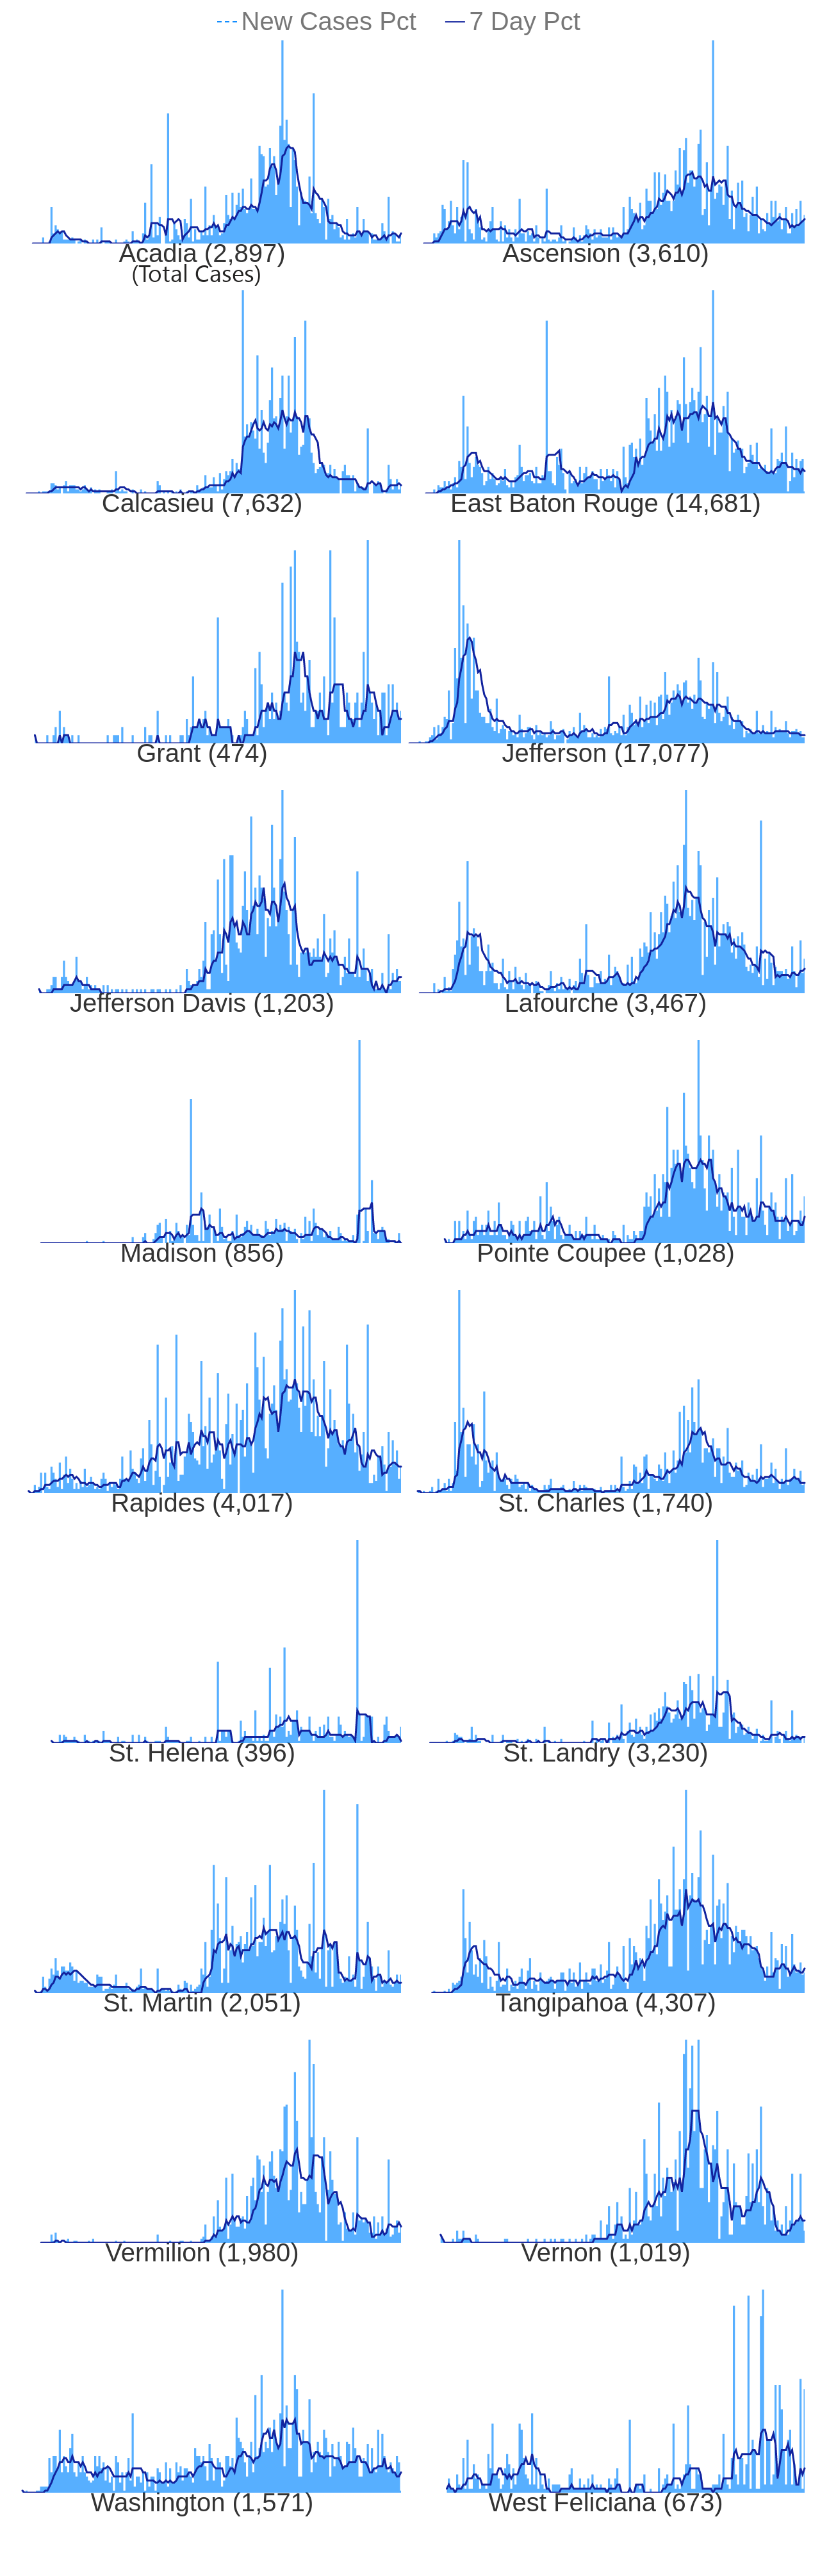 New Cases Pct 7 Day Pct
Acadia (2,897) Ascension (3,610)
(Total Cases)
Calcasieu (7,632) East Baton Rouge (14,681)
Grant (474) Jefferson (17,077)
Jefferson Davis (1,203) Lafourche (3,467)
Madison (856) Pointe Coupee (1,028)
Rapides (4,017) St. Charles (1,740)
St. Helena (396) St. Landry (3,230)
St. Martin (2,051) Tangipahoa (4,307)
Vermilion (1,980) Vernon (1,019)
Washington (1,571) West Feliciana (673)